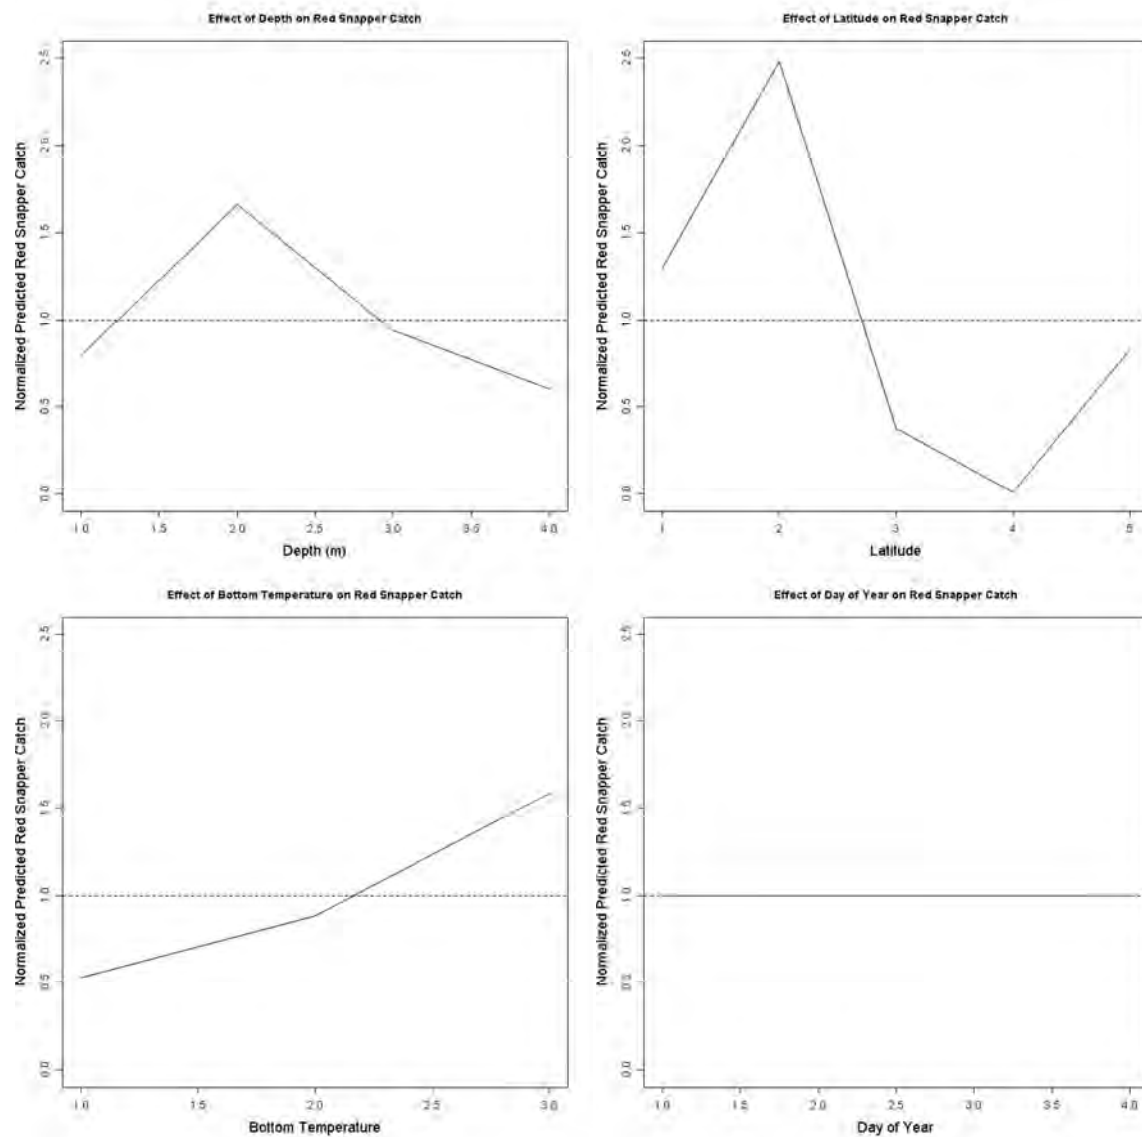 Effect of Depth on Red Snapper Catch
Normalized Predicted Red Snapper Catch
2.5
2.0
1.5
1.0
0.5
0.0
1.0 1.5 2.0 2.5 3.0 3.5 4.0
Depth (m)
Effect of Latitude on Red Snapper Catch
Normalized Predicted Red Snapper Catch
2.5
2.0
1.5
1.0
0.5
0.0
1 2 3 4 5
Latitude
Effect of Bottom Temperature on Red Snapper Catch
Normalized Predicted Red Snapper Catch
2.5
2.0
1.5
1.0
0.5
0.0
1.0 1.5 2.0 2.5 3.0
Bottom Temperature
Effect of Day of Year on Red Snapper Catch
Normalized Predicted Red Snapper Catch
2.5
2.0
1.5
1.0
0.5
0.0
1.0 1.5 2.0 2.5 3.0 3.5 4.0
Day of Year